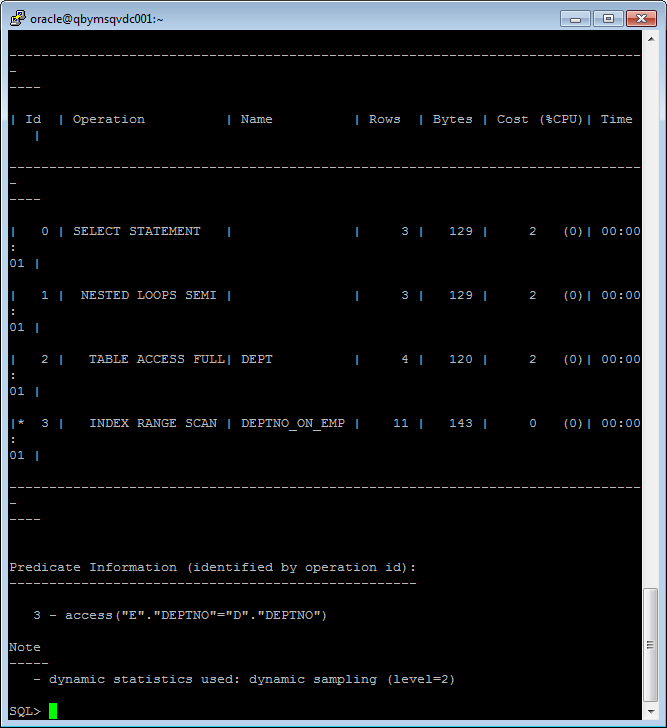 oracle@qbymsqvdc001:~
-------------------------------------------------------------------------------
-
----
| Id  | Operation          | Name          | Rows  | Bytes | Cost (%CPU)| Time
   |
-------------------------------------------------------------------------------
-
----
|   0 | SELECT STATEMENT   |               |     3 |   129 |     2   (0)| 00:00
:
01 |
|   1 |  NESTED LOOPS SEMI |               |     3 |   129 |     2   (0)| 00:00
:
01 |
|   2 |   TABLE ACCESS FULL| DEPT          |     4 |   120 |     2   (0)| 00:00
:
01 |
|*  3 |   INDEX RANGE SCAN | DEPTNO_ON_EMP |    11 |   143 |     0   (0)| 00:00
:
01 |
-------------------------------------------------------------------------------
-
----
Predicate Information (identified by operation id):
---------------------------------------------------
   3 - access("E"."DEPTNO"="D"."DEPTNO")
Note
-----
   - dynamic statistics used: dynamic sampling (level=2)
SQL>